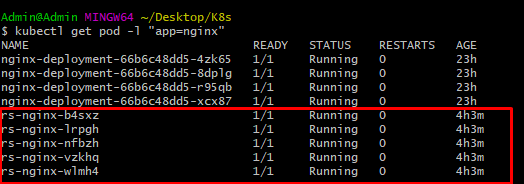 Admin@Admin MINGW64 ~/Desktop/K8s
$ kubectl get pod -l "app=nginx"
NAME READY STATUS RESTARTS AGE
nginx-deployment-66b6c48dd5-4zk65 1/1 Running 0 23h
nginx-deployment-66b6c48dd5-8dplg 1/1 Running 0 23h
nginx-deployment-66b6c48dd5-r95qb 1/1 Running 0 23h
nginx-deployment-66b6c48dd5-xcx87 1/1 Running 0 23h
rs-nginx-b4sxz 1/1 Running 0 4h3m
rs-nginx-lrpgh 1/1 Running 0 4h3m
rs-nginx-nfbzh 1/1 Running 0 4h3m
rs-nginx-vzkhq 1/1 Running 0 4h3m
rs-nginx-wlmh4 1/1 Running 0 4h3m